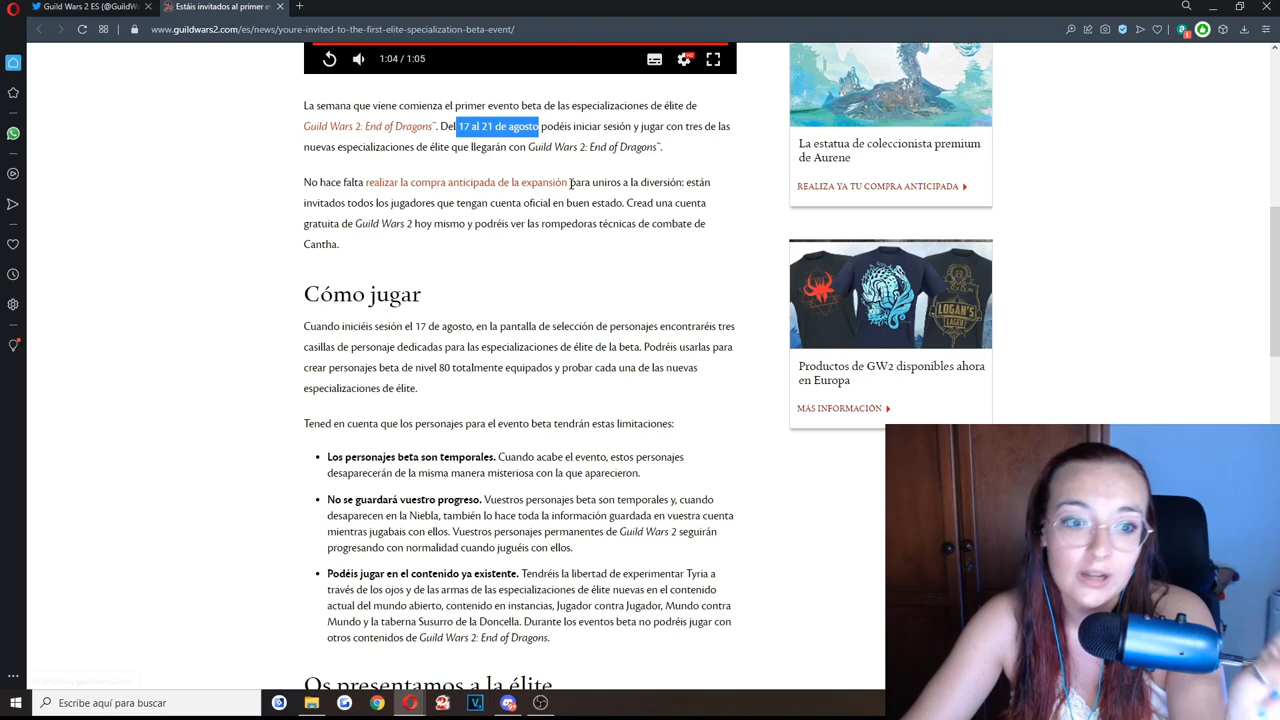 Guild Wars 2 ES (@GuildW
Estáis invitados al primer e
www.guildwars2.com/es/news/youre-invited-to-the-first-elite-specialization-beta-event/
1:04 / 1:05
HD
La semana que viene comienza el primer evento beta de las especializaciones de élite de
Guild Wars 2: End of Dragons™. Del 17 al 21 de agosto podéis iniciar sesión y jugar con tres de las
nuevas especializaciones de élite que llegarán con Guild Wars 2: End of Dragons™.
No hace falta realizar la compra anticipada de la expansión para uniros a la diversión: están
invitados todos los jugadores que tengan cuenta oficial en buen estado. Cread una cuenta
gratuita de Guild Wars 2 hoy mismo y podréis ver las rompedoras técnicas de combate de
Cantha.
Cómo jugar
Cuando iniciéis sesión el 17 de agosto, en la pantalla de selección de personajes encontraréis tres
casillas de personaje dedicadas para las especializaciones de élite de la beta. Podréis usarlas para
crear personajes beta de nivel 80 totalmente equipados y probar cada una de las nuevas
especializaciones de élite.
Tened en cuenta que los personajes para el evento beta tendrán estas limitaciones:
• Los personajes beta son temporales. Cuando acabe el evento, estos personajes
desaparecerán de la misma manera misteriosa con la que aparecieron.
• No se guardará vuestro progreso. Vuestros personajes beta son temporales y, cuando
desaparecen en la Niebla, también lo hace toda la información guardada en vuestra cuenta
mientras jugabais con ellos. Vuestros personajes permanentes de Guild Wars 2 seguirán
progresando con normalidad cuando juguéis con ellos.
• Podéis jugar en el contenido ya existente. Tendréis la libertad de experimentar Tyria a
través de los ojos y de las armas de las especializaciones de élite nuevas en el contenido
actual del mundo abierto, contenido en instancias, Jugador contra Jugador, Mundo contra
Mundo y la taberna Susurro de la Doncella. Durante los eventos beta no podréis jugar con
otros contenidos de Guild Wars 2: End of Dragons.
Os presentamos a la élite
La estatua de coleccionista premium
de Aurene
REALIZA YA TU COMPRA ANTICIPADA
LOGAN'S
LAGER
Productos de GW2 disponibles ahora
en Europa
MÁS INFORMACIÓN
Escribe aquí para buscar